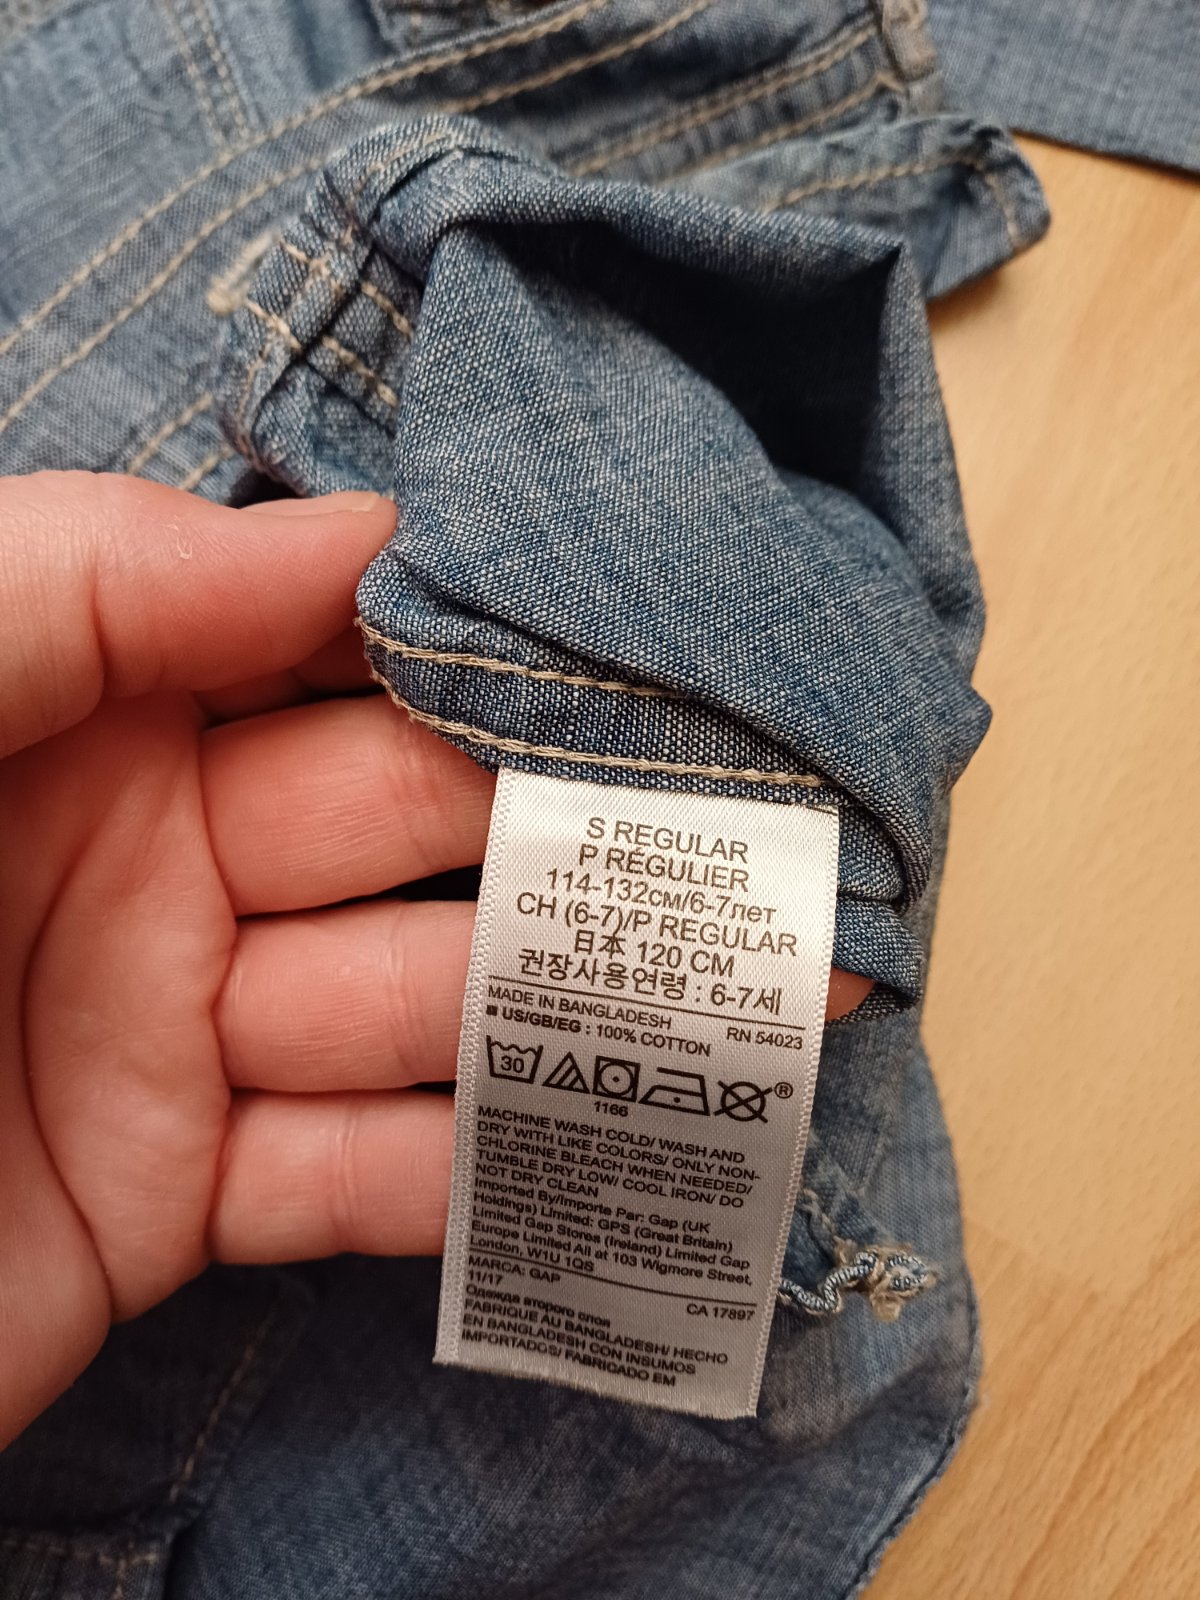 S REGULAR
P RÉGULIER
114-132см/6-7лет
CH (6-7)/P REGULAR
日本 120 CM
권장사용연령 : 6-7세
MADE IN BANGLADESH RN 54023
■ US/GB/EG : 100% COTTON
30 ®
1166
MACHINE WASH COLD/ WASH AND
DRY WITH LIKE COLORS/ ONLY NON-
CHLORINE BLEACH WHEN NEEDED/
TUMBLE DRY LOW/ COOL IRON/ DO
NOT DRY CLEAN
Imported By/Importe Par: Gap (UK
Holdings) Limited: GPS (Great Britain)
Limited Gap Stores (Ireland) Limited Gap
Europe Limited All at 103 Wigmore Street,
London, W1U 1QS
MARCA: GAP
11/17 CA 17897
Одежда второго слоя
FABRIQUE AU BANGLADESH/ HECHO
EN BANGLADESH CON INSUMOS
IMPORTADOS/ FABRICADO EM